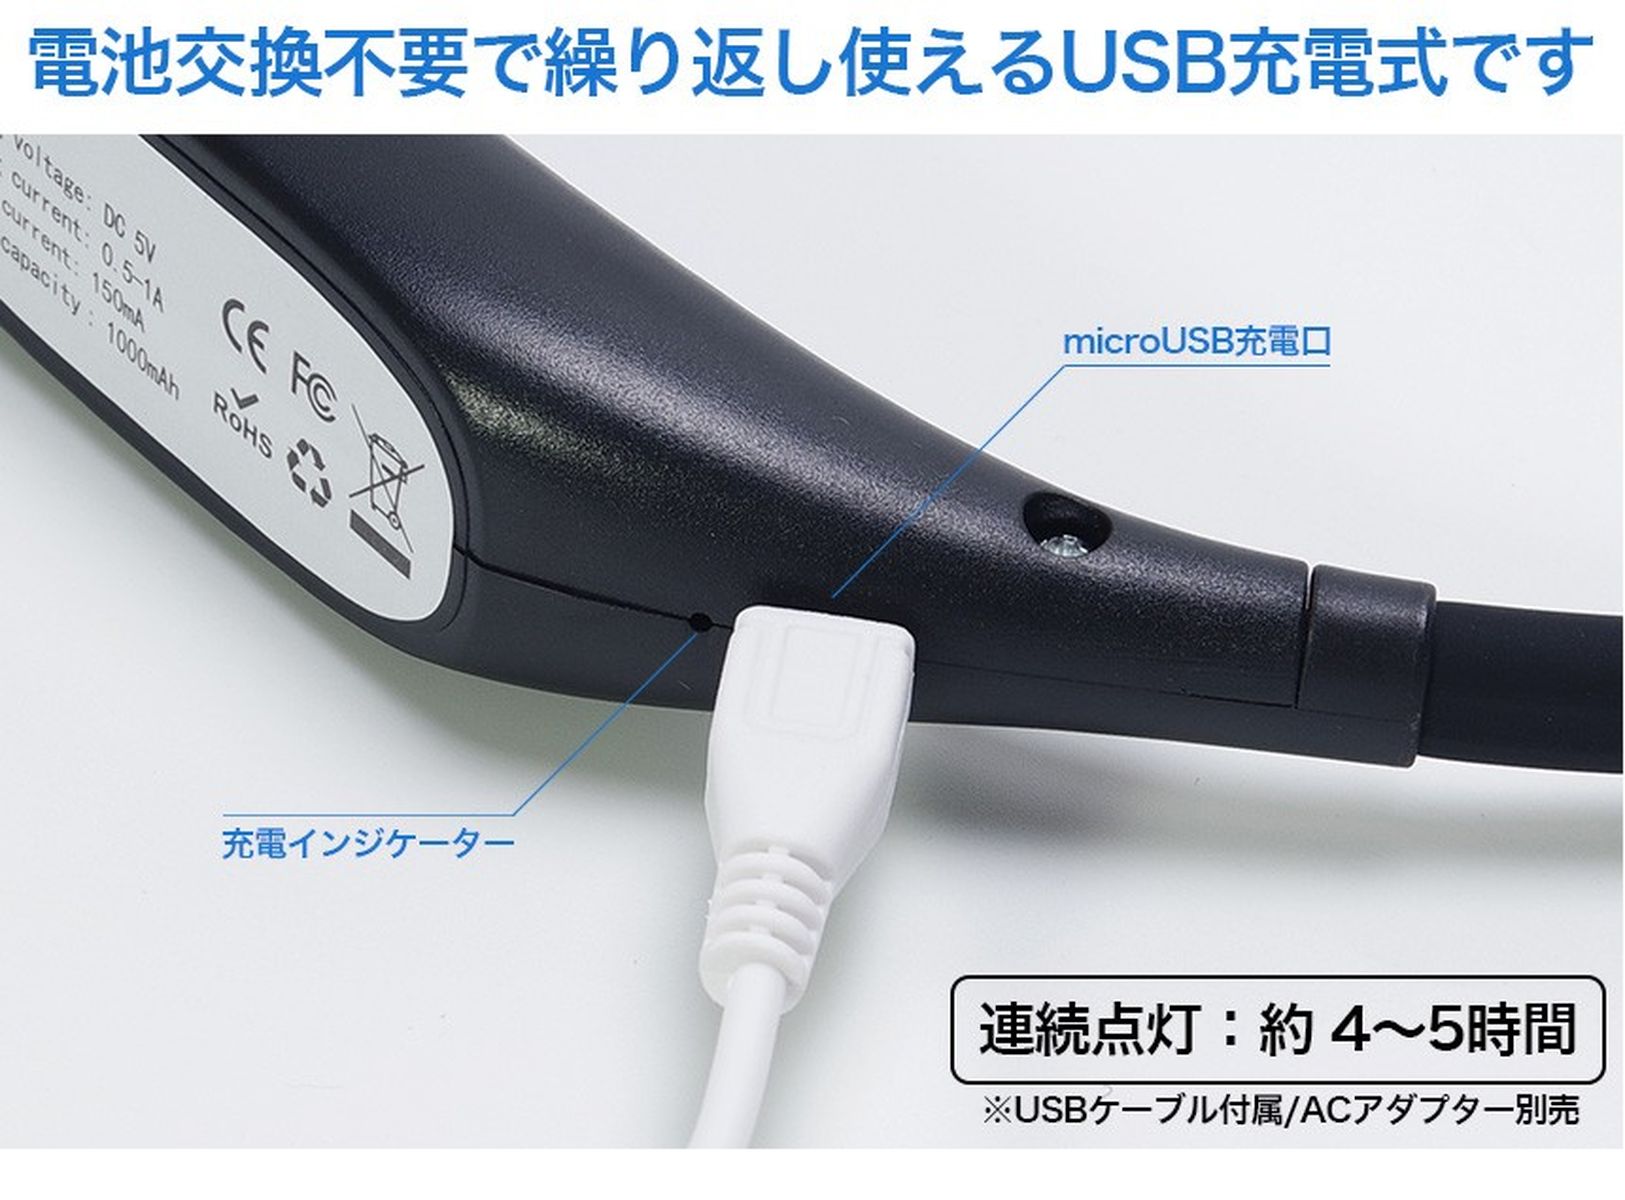 電池交換不要で繰り返し使えるUSB充電式です
voltage: DC 5V
current: 0.5-1A
current: 150mA
capacity: 1000mAh
CE FC
RoHS
microUSB充電口
充電インジケーター
連続点灯：約 4〜5時間
※USBケーブル付属/ACアダプター別売